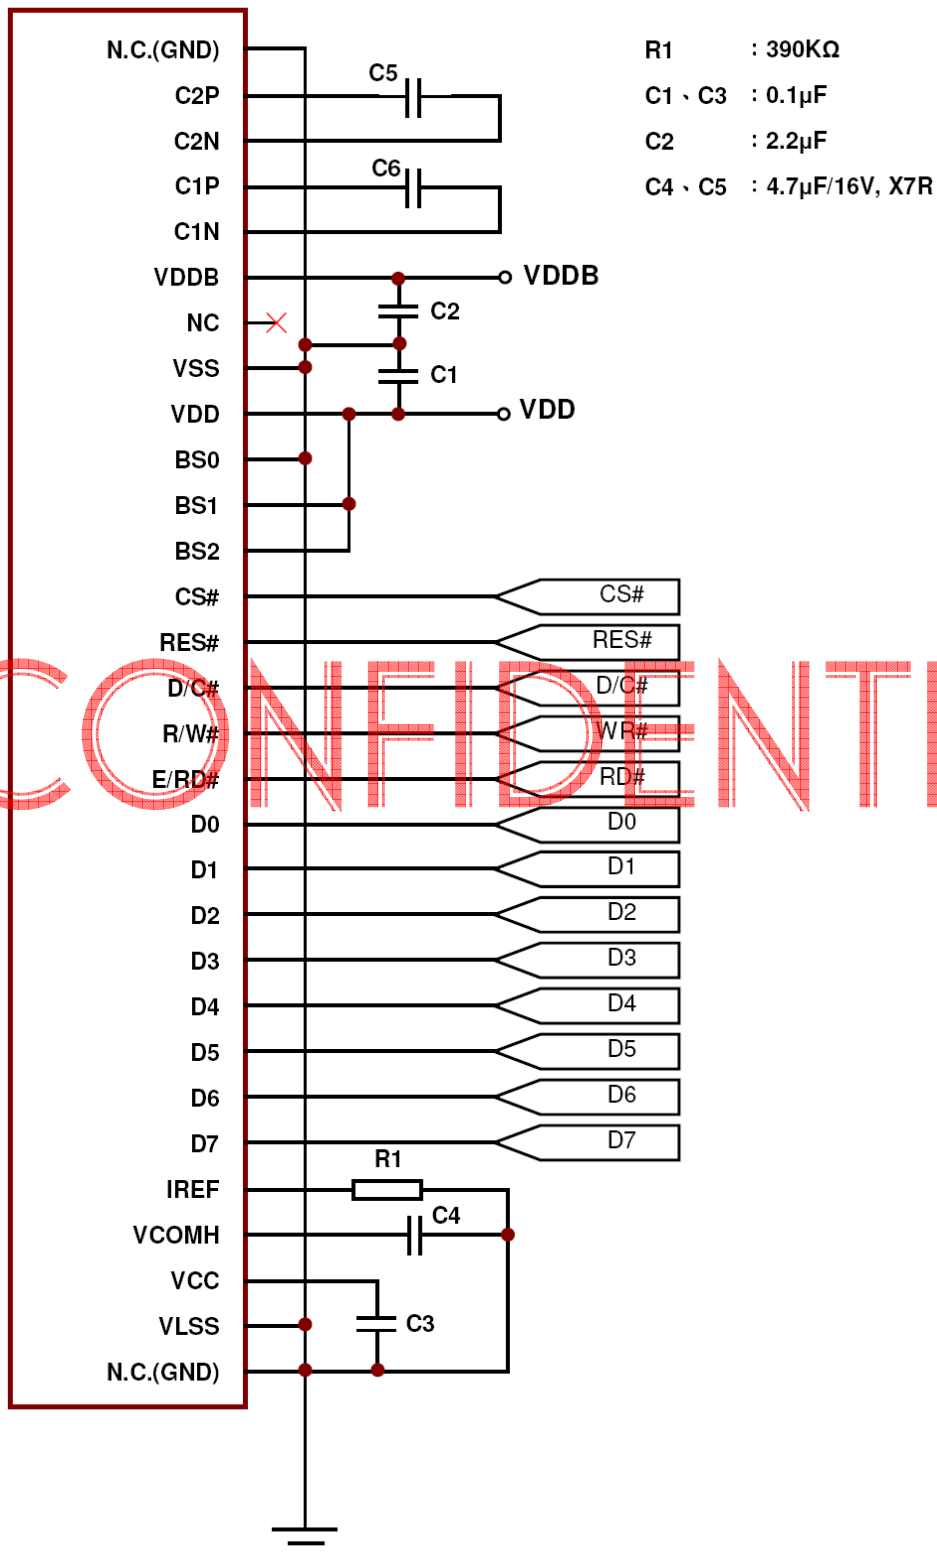 N.C.(GND)
C2P
C2N
C1P
C1N
VDDB
NC
VSS
VDD
BS0
BS1
BS2
CS#
RES#
D/C#
R/W#
E/RD#
D0
D1
D2
D3
D4
D5
D6
D7
IREF
VCOMH
VCC
VLSS
N.C.(GND)
C5
C6
VDDB
C2
C1
VDD
CS#
RES#
D/C#
WR#
RD#
D0
D1
D2
D3
D4
D5
D6
D7
R1
C4
C3
R1 : 390KΩ
C1、C3 : 0.1μF
C2 : 2.2μF
C4、C5 : 4.7μF/16V, X7R
CONFIDENTI